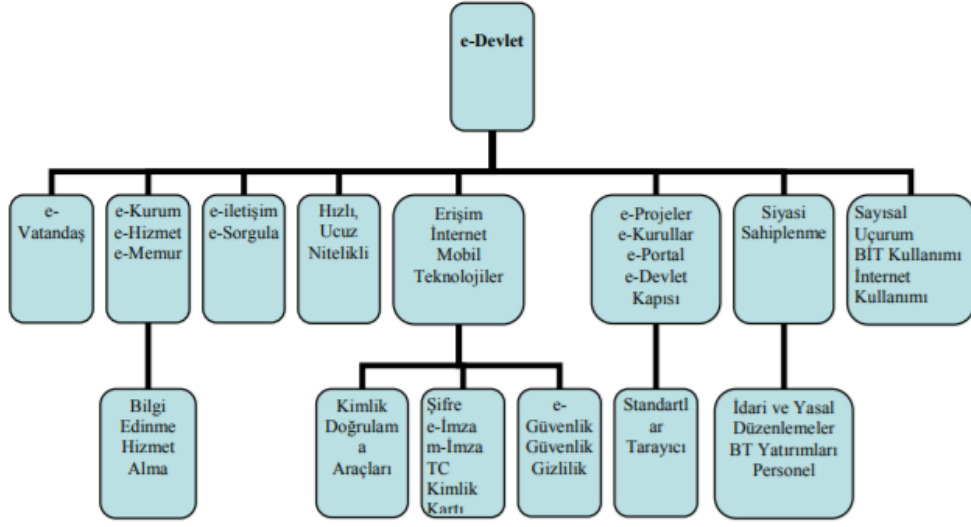 e-Devlet
e-
Vatandaş
e-Kurum
e-Hizmet
e-Memur
e-iletişim
e-Sorgula
Hızlı,
Ucuz
Nitelikli
Erişim
İnternet
Mobil
Teknolojiler
e-Projeler
e-Kurullar
e-Portal
e-Devlet
Kapısı
Siyasi
Sahiplenme
Sayısal
Uçurum
BİT Kullanımı
İnternet
Kullanımı
Bilgi
Edinme
Hizmet
Alma
Kimlik
Doğrulam
a
Araçları
Şifre
e-İmza
m-İmza
TC
Kimlik
Kartı
e-
Güvenlik
Güvenlik
Gizlilik
Standartl
ar
Tarayıcı
İdari ve Yasal
Düzenlemeler
BT Yatırımları
Personel